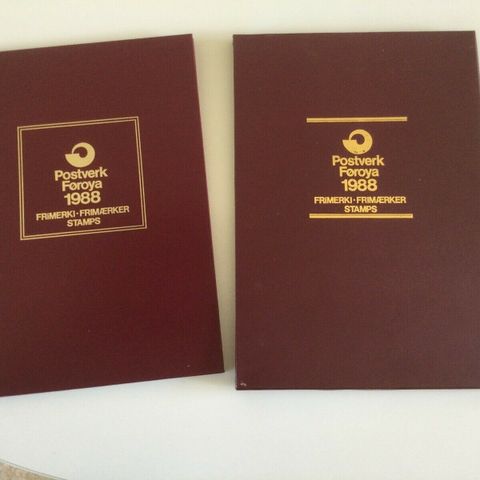 Postverk
Føroya
1988
FRIMERKI·FRIMÆRKER
STAMPS
Postverk
Føroya
1988
FRIMERKI·FRIMÆRKER
STAMPS